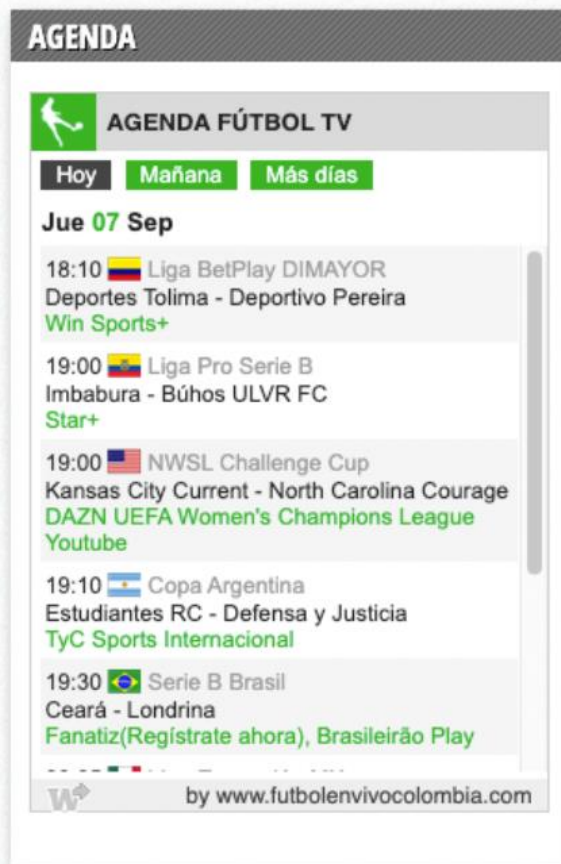 AGENDA
AGENDA FÚTBOL TV
Hoy Mañana Más días
Jue 07 Sep
18:10 Liga BetPlay DIMAYOR
Deportes Tolima - Deportivo Pereira
Win Sports+
19:00 Liga Pro Serie B
Imbabura - Búhos ULVR FC
Star+
19:00 NWSL Challenge Cup
Kansas City Current - North Carolina Courage
DAZN UEFA Women's Champions League
Youtube
19:10 Copa Argentina
Estudiantes RC - Defensa y Justicia
TyC Sports Internacional
19:30 Serie B Brasil
Ceará - Londrina
Fanatiz(Regístrate ahora), Brasileirão Play
W by www.futbolenvivocolombia.com